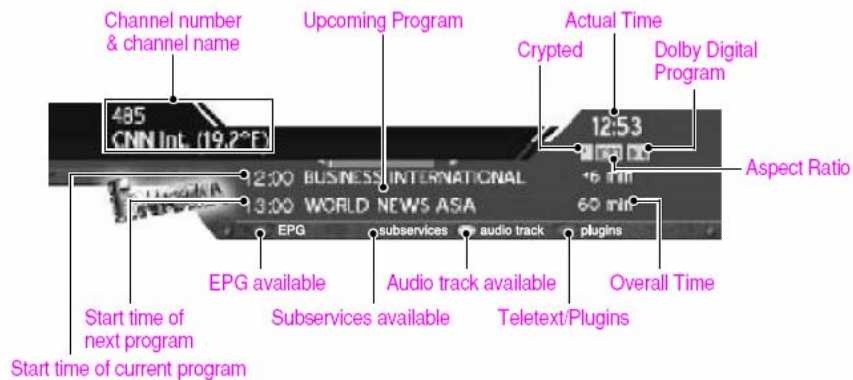 Channel number
& channel name
Upcoming Program
Actual Time
Crypted
Dolby Digital
Program
485
CNN Int. (19.2°E)
12:53
Aspect Ratio
12:00 BUSINESS INTERNATIONAL min
13:00 WORLD NEWS ASIA 60 min
EPG subservices audio track plugins
EPG available
Audio track available
Overall Time
Start time of
next program
Subservices available
Teletext/Plugins
Start time of current program